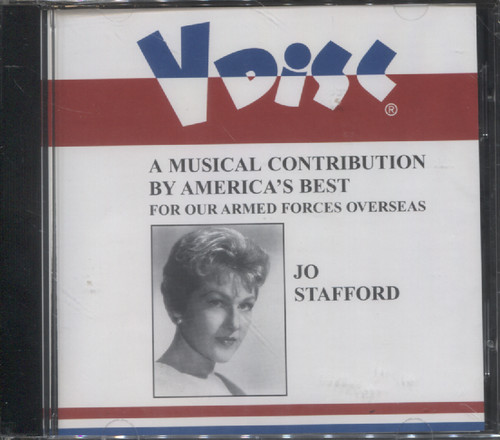 V DiSC
®
A MUSICAL CONTRIBUTION
BY AMERICA'S BEST
FOR OUR ARMED FORCES OVERSEAS
JO
STAFFORD